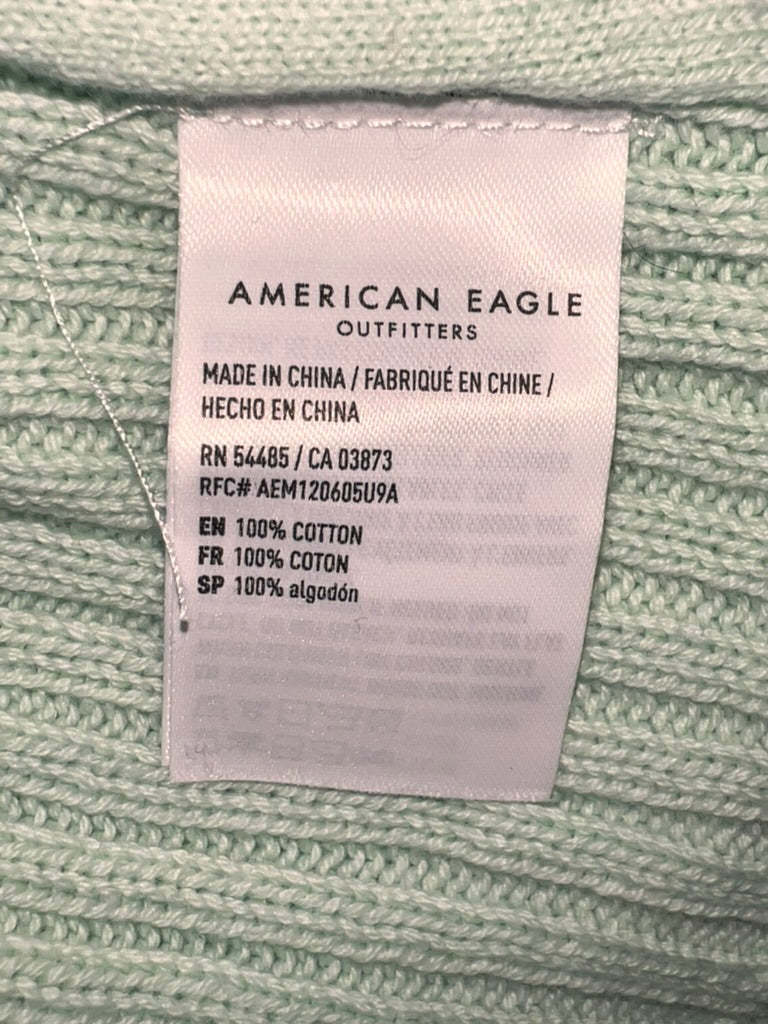 AMERICAN EAGLE
OUTFITTERS
MADE IN CHINA / FABRIQUÉ EN CHINE /
HECHO EN CHINA
RN 54485 / CA 03873
RFC# AEM120605U9A
EN 100% COTTON
FR 100% COTON
SP 100% algodón